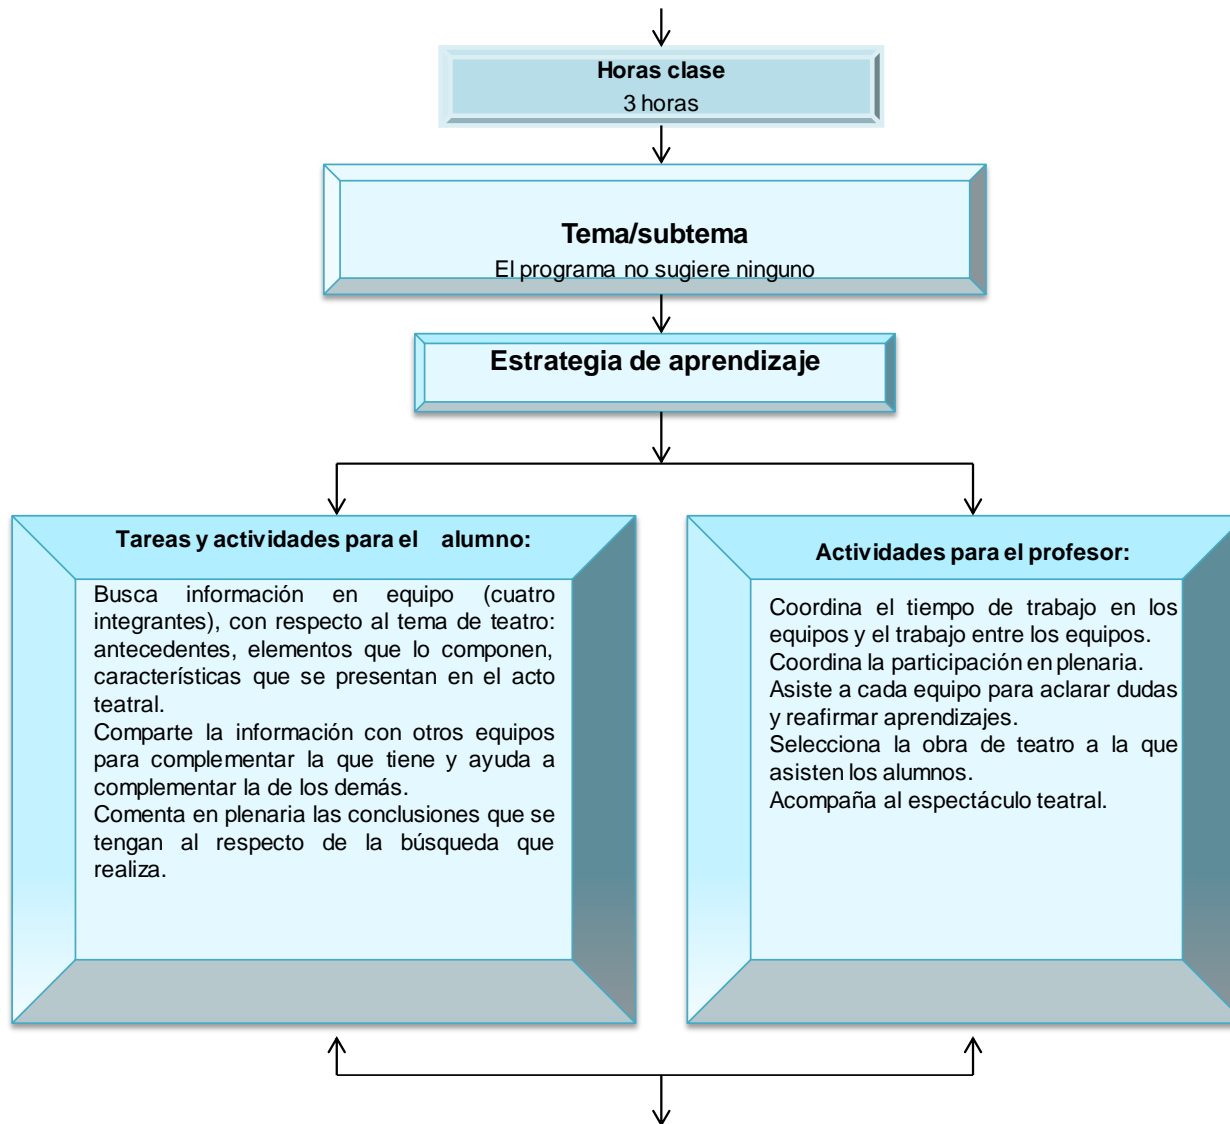 Horas clase
3 horas
Tema/subtema
El programa no sugiere ninguno
Estrategia de aprendizaje
Tareas y actividades para el alumno:
Busca información en equipo (cuatro
integrantes), con respecto al tema de teatro:
antecedentes, elementos que lo componen,
características que se presentan en el acto
teatral.
Comparte la información con otros equipos
para complementar la que tiene y ayuda a
complementar la de los demás.
Comenta en plenaria las conclusiones que se
tengan al respecto de la búsqueda que
realiza.
Actividades para el profesor:
Coordina el tiempo de trabajo en los
equipos y el trabajo entre los equipos.
Coordina la participación en plenaria.
Asiste a cada equipo para aclarar dudas
y reafirmar aprendizajes.
Selecciona la obra de teatro a la que
asisten los alumnos.
Acompaña al espectáculo teatral.